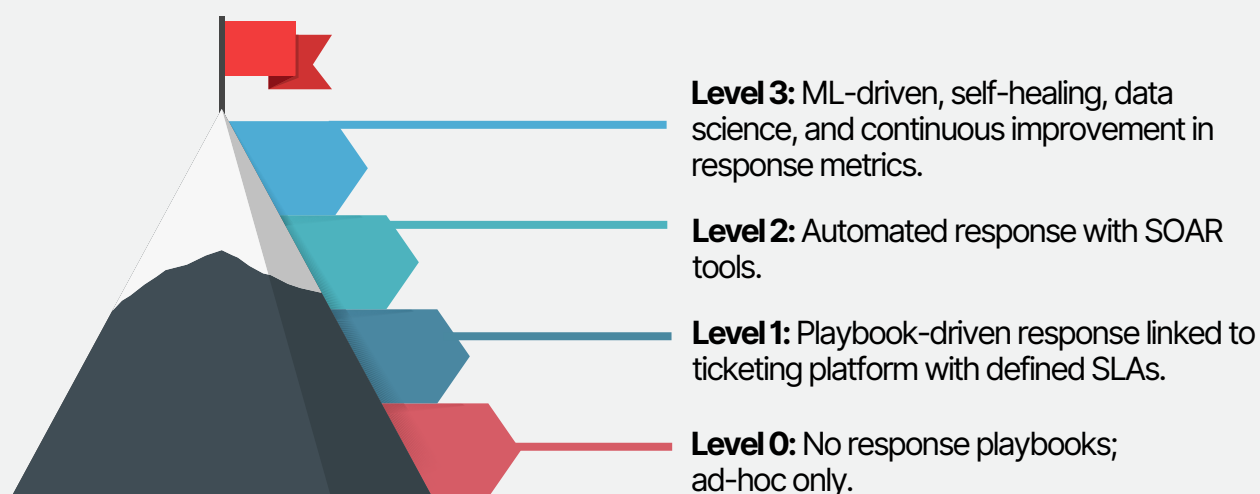 Level 3: ML-driven, self-healing, data
science, and continuous improvement in
response metrics.
Level 2: Automated response with SOAR
tools.
Level 1: Playbook-driven response linked to
ticketing platform with defined SLAs.
Level 0: No response playbooks;
ad-hoc only.